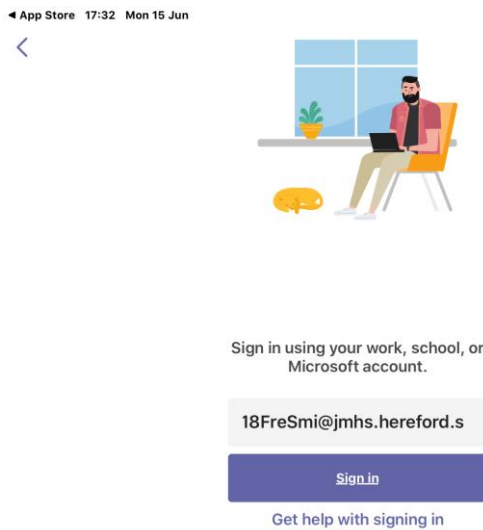 ◄ App Store 17:32 Mon 15 Jun
Sign in using your work, school, or
Microsoft account.
18FreSmi@jmhs.hereford.s
Sign in
Get help with signing in